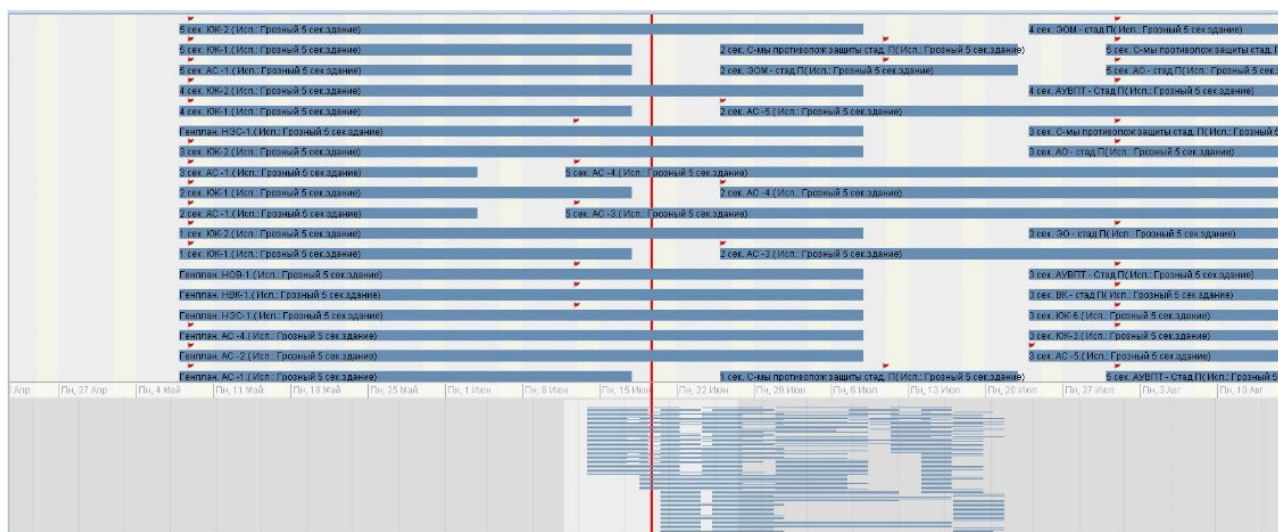 5 сек. КЖ-2.( Исп.: Грозный 5 сек.здание) 4 сек. ЭОМ - стад П( Исп.: Грозный 5 сек.здание)
5 сек. КЖ-1.( Исп.: Грозный 5 сек.здание) 2 сек. С-мы противопож защиты стад. П( Исп.: Грозный 5 сек.здание) 5 сек. С-мы противопож защиты стад. П
5 сек. АС -1.( Исп.: Грозный 5 сек.здание) 2 сек. ЭОМ - стад П( Исп.: Грозный 5 сек.здание) 5 сек. АО - стад П( Исп.: Грозный 5 сек.
4 сек. КЖ-2.( Исп.: Грозный 5 сек.здание) 4 сек. АУВПТ - Стад П( Исп.: Грозный 5 сек.здание)
4 сек. КЖ-1.( Исп.: Грозный 5 сек.здание) 2 сек. АС -5.( Исп.: Грозный 5 сек.здание)
Генплан. НЭС-1.( Исп.: Грозный 5 сек.здание) 3 сек. С-мы противопож защиты стад. П( Исп.: Грозный 5
3 сек. КЖ-2.( Исп.: Грозный 5 сек.здание) 3 сек. АО - стад П( Исп.: Грозный 5 сек.здание)
3 сек. АС -1.( Исп.: Грозный 5 сек.здание) 5 сек. АС -4.( Исп.: Грозный 5 сек.здание)
2 сек. КЖ-1.( Исп.: Грозный 5 сек.здание) 2 сек. АС -4.( Исп.: Грозный 5 сек.здание)
2 сек. АС -1.( Исп.: Грозный 5 сек.здание) 5 сек. АС -3.( Исп.: Грозный 5 сек.здание)
1 сек. КЖ-2.( Исп.: Грозный 5 сек.здание) 3 сек. ЭО - стад П( Исп.: Грозный 5 сек.здание)
1 сек. КЖ-1.( Исп.: Грозный 5 сек.здание) 2 сек. АС -3.( Исп.: Грозный 5 сек.здание)
Генплан. НОВ-1.( Исп.: Грозный 5 сек.здание) 3 сек. АУВПТ - Стад П( Исп.: Грозный 5 сек.здание)
Генплан. НВК-1.( Исп.: Грозный 5 сек.здание) 3 сек. ВК - стад П( Исп.: Грозный 5 сек.здание)
Генплан. НЭС-1.( Исп.: Грозный 5 сек.здание) 3 сек. КЖ-6.( Исп.: Грозный 5 сек.здание)
Генплан. АС -4.( Исп.: Грозный 5 сек.здание) 3 сек. КЖ-3.( Исп.: Грозный 5 сек.здание)
Генплан. АС -2.( Исп.: Грозный 5 сек.здание) 3 сек. АС -5.( Исп.: Грозный 5 сек.здание)
Генплан. АС -1.( Исп.: Грозный 5 сек.здание) 1 сек. С-мы противопож защиты стад. П( Исп.: Грозный 5 сек.здание) 5 сек. АУВПТ - Стад П( Исп.: Грозный 5
Апр Пн, 27 Апр Пн, 4 Май Пн, 11 Май Пн, 18 Май Пн, 25 Май Пн, 1 Июн Пн, 8 Июн Пн, 15 Июн Пн, 22 Июн Пн, 29 Июн Пн, 6 Июл Пн, 13 Июл Пн, 20 Июл Пн, 27 Июл Пн, 3 Авг Пн, 10 Авг